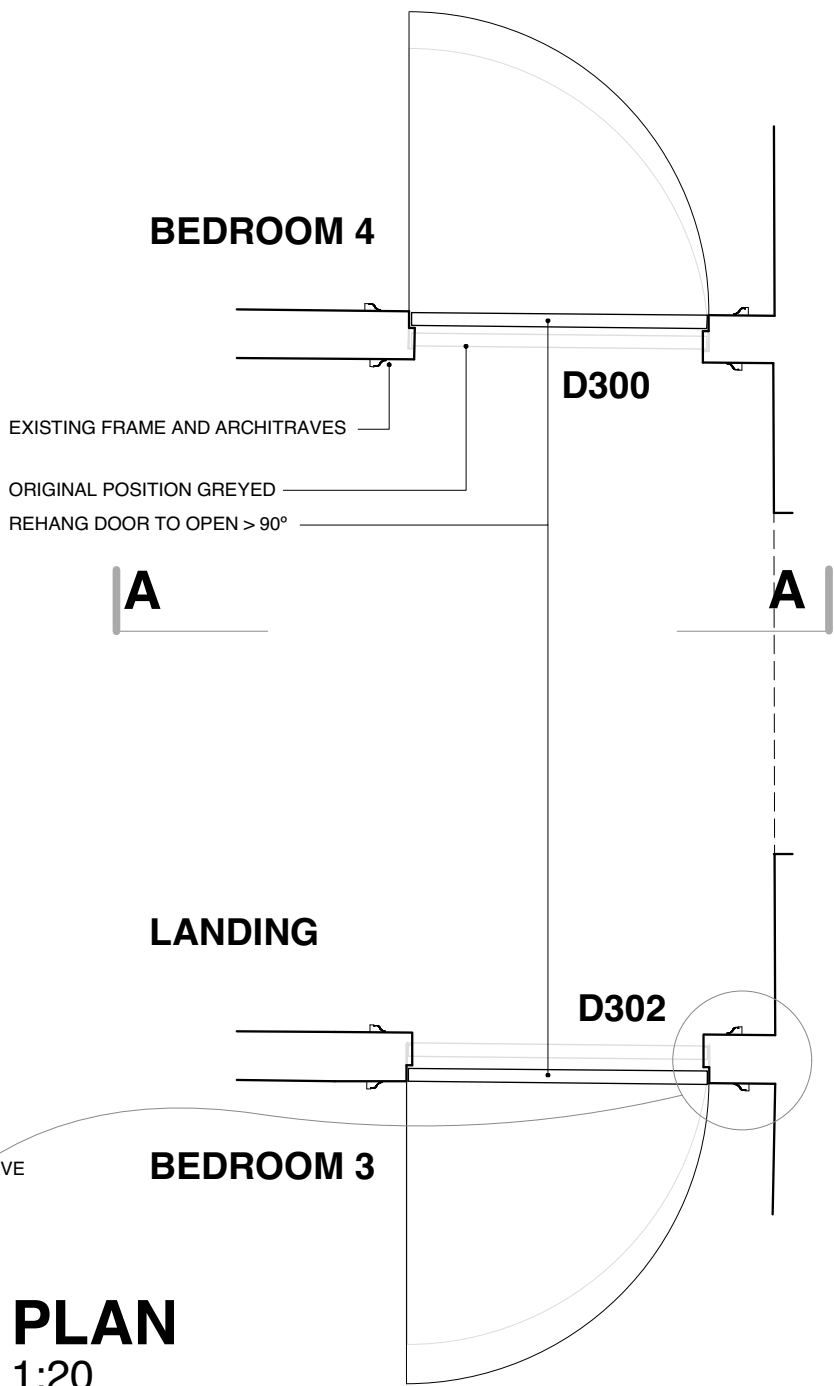 BEDROOM 4
D300
EXISTING FRAME AND ARCHITRAVES
ORIGINAL POSITION GREYED
REHANG DOOR TO OPEN > 90º
A
A
LANDING
D302
VE
BEDROOM 3
PLAN
1:20